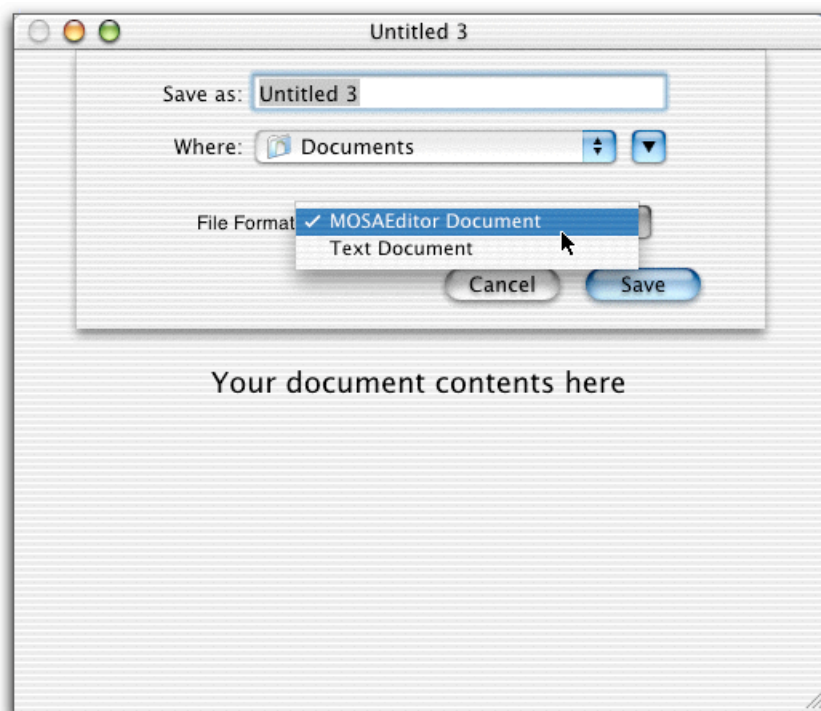 Untitled 3
Save as: Untitled 3
Where: Documents
File Format ✓ MOSAEditor Document
Text Document
Cancel Save
Your document contents here